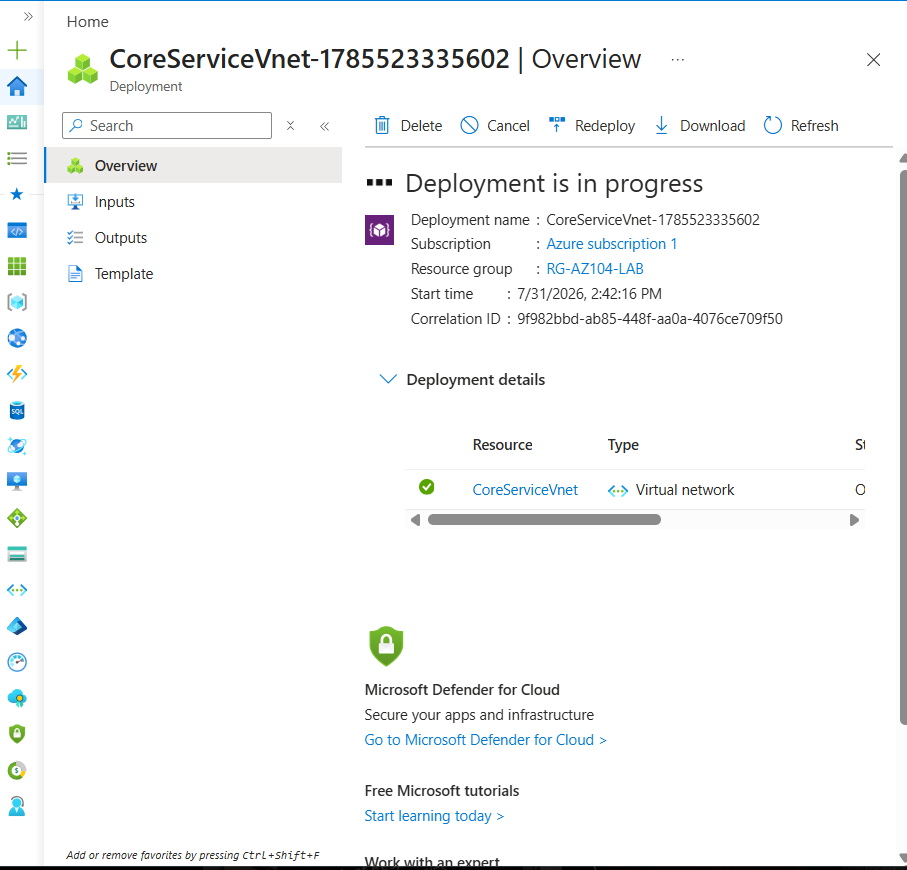 Home
CoreServiceVnet-1785523335602 | Overview ...
Deployment
Search
Delete Cancel Redeploy Download Refresh
Overview
Inputs
Outputs
Template
Deployment is in progress
Deployment name : CoreServiceVnet-1785523335602
Subscription : Azure subscription 1
Resource group : RG-AZ104-LAB
Start time : 7/31/2026, 2:42:16 PM
Correlation ID : 9f982bbd-ab85-448f-aa0a-4076ce709f50
Deployment details
Resource Type St
CoreServiceVnet Virtual network O
Microsoft Defender for Cloud
Secure your apps and infrastructure
Go to Microsoft Defender for Cloud >
Free Microsoft tutorials
Start learning today >
Work with an expert
Add or remove favorites by pressing Ctrl+Shift+F